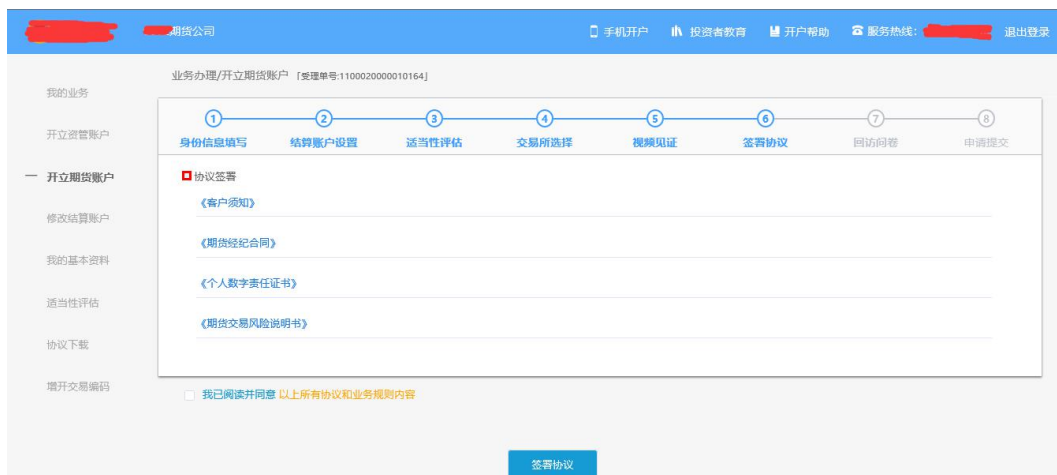 期货公司
手机开户 投资者教育 开户帮助 服务热线: 退出登录
业务办理/开立期货账户 「受理单号:1100020000010164」
我的业务
开立资管账户
一 开立期货账户
修改结算账户
我的基本资料
适当性评估
协议下载
增开交易编码
1 2 3 4 5 6 7 8
身份信息填写 结算账户设置 适当性评估 交易所选择 视频见证 签署协议 回访问卷 申请提交
协议签署
《客户须知》
《期货经纪合同》
《个人数字责任证书》
《期货交易风险说明书》
我已阅读并同意 以上所有协议和业务规则内容
签署协议